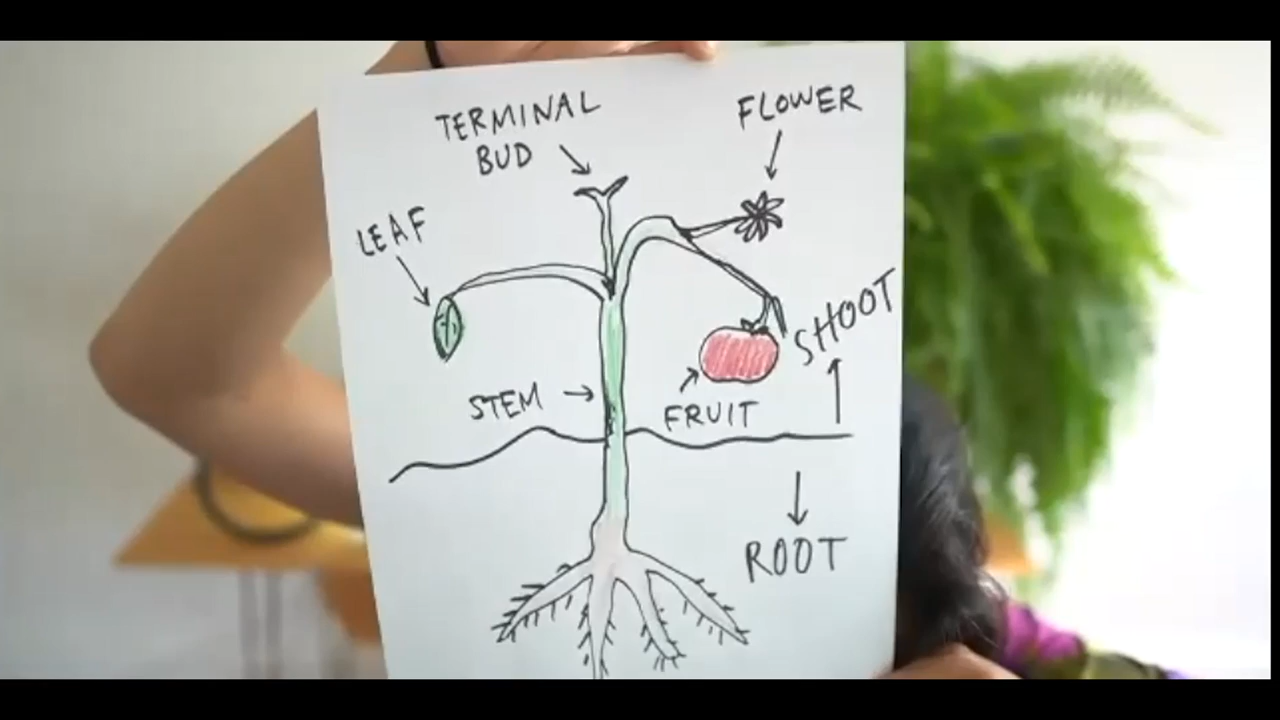 TERMINAL
BUD
FLOWER
LEAF
SHOOT
STEM
FRUIT
ROOT